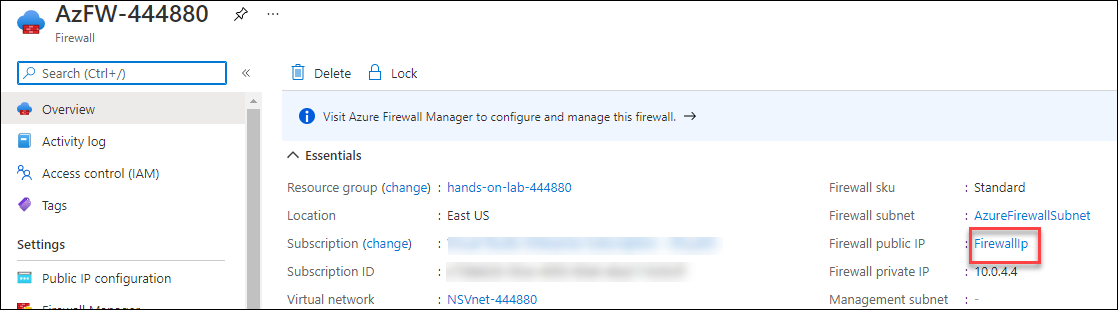 AzFW-444880
Firewall
Search (Ctrl+/)
Overview
Activity log
Access control (IAM)
Tags
Settings
Public IP configuration
Firewall Manager
Delete
Lock
Visit Azure Firewall Manager to configure and manage this firewall. →
Essentials
Resource group (change) : hands-on-lab-444880
Location : East US
Subscription (change) :
Subscription ID :
Virtual network : NSVnet-444880
Firewall sku : Standard
Firewall subnet : AzureFirewallSubnet
Firewall public IP : FirewallIp
Firewall private IP : 10.0.4.4
Management subnet : -